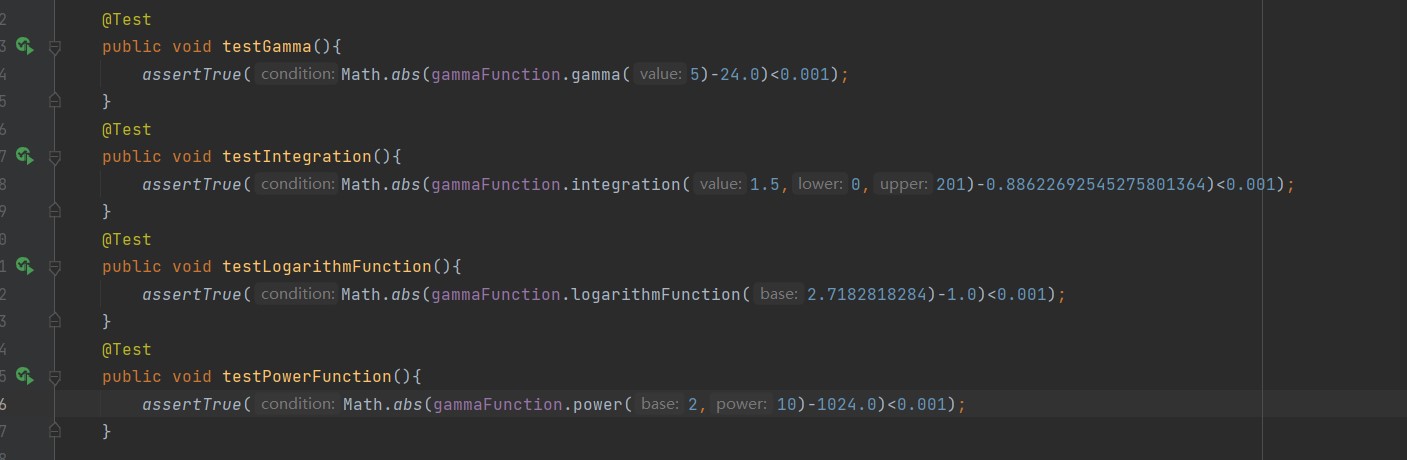 2 @Test
3 public void testGamma(){
4 assertTrue( condition: Math.abs(gammaFunction.gamma( value: 5)-24.0)<0.001);
5 }
6 @Test
7 public void testIntegration(){
8 assertTrue( condition: Math.abs(gammaFunction.integration( value: 1.5, lower: 0, upper: 201)-0.88622692545275801364)<0.001);
9 }
0 @Test
1 public void testLogarithmFunction(){
2 assertTrue( condition: Math.abs(gammaFunction.logarithmFunction( base: 2.7182818284)-1.0)<0.001);
3 }
4 @Test
5 public void testPowerFunction(){
6 assertTrue( condition: Math.abs(gammaFunction.power( base: 2, power: 10)-1024.0)<0.001);
7 }
8